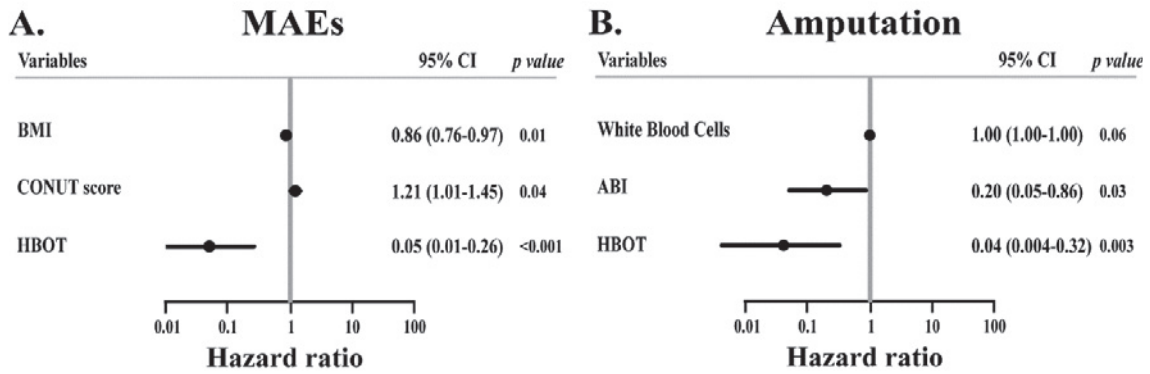 A. MAEs
Variables 95% CI p value
BMI 0.86 (0.76-0.97) 0.01
CONUT score 1.21 (1.01-1.45) 0.04
HBOT 0.05 (0.01-0.26) <0.001
0.01 0.1 1 10 100
Hazard ratio
B. Amputation
Variables 95% CI p value
White Blood Cells 1.00 (1.00-1.00) 0.06
ABI 0.20 (0.05-0.86) 0.03
HBOT 0.04 (0.004-0.32) 0.003
0.01 0.1 1 10 100
Hazard ratio